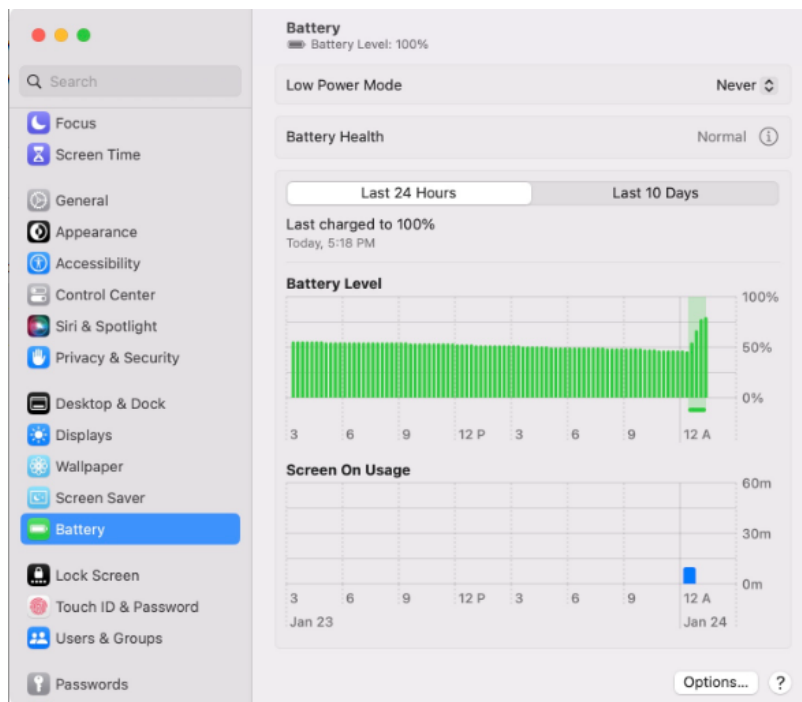 Search
Focus
Screen Time
General
Appearance
Accessibility
Control Center
Siri & Spotlight
Privacy & Security
Desktop & Dock
Displays
Wallpaper
Screen Saver
Battery
Lock Screen
Touch ID & Password
Users & Groups
Passwords
Battery
Battery Level: 100%
Low Power Mode Never
Battery Health Normal
Last 24 Hours Last 10 Days
Last charged to 100%
Today, 5:18 PM
Battery Level
100%
50%
0%
3 6 9 12 P 3 6 9 12 A
Screen On Usage
60m
30m
0m
3 6 9 12 P 3 6 9 12 A
Jan 23 Jan 24
Options... ?